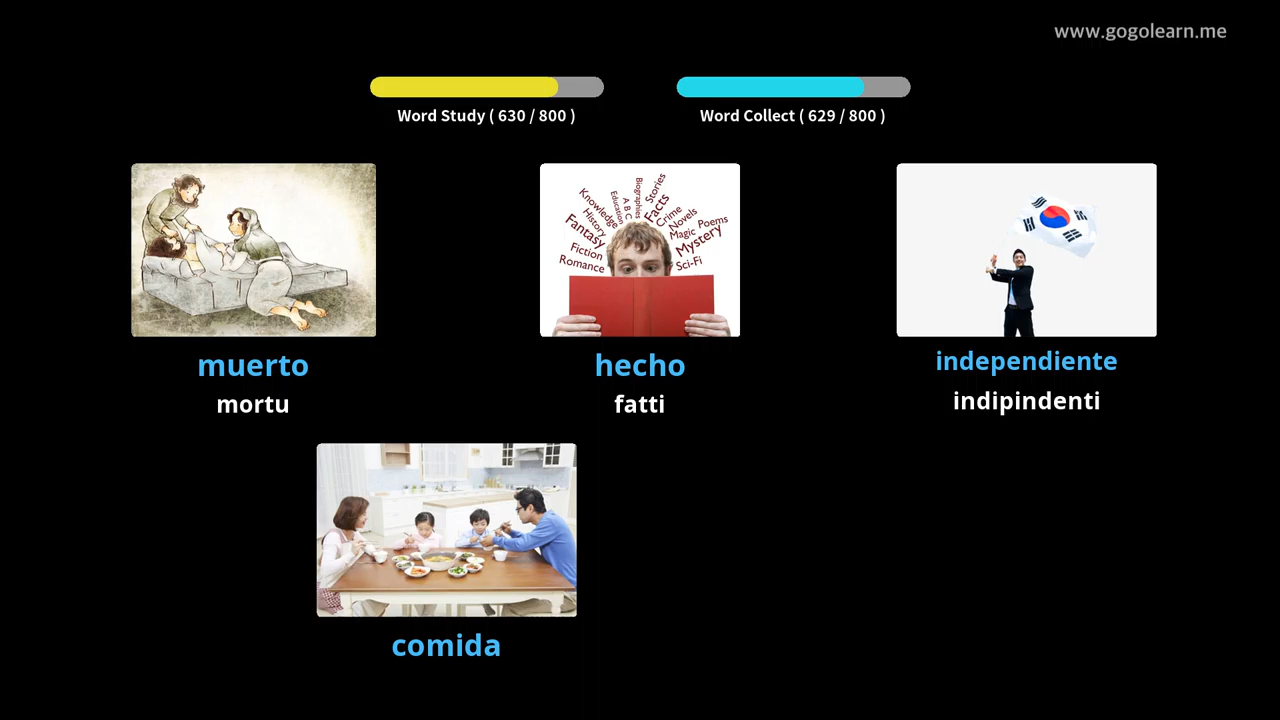 www.gogolearn.me
Word Study ( 630 / 800 )
Word Collect ( 629 / 800 )
Knowledge
History
Fantasy
Fiction
Romance
Education
A B C
Biographies
Stories
Facts
Crime
Novels
Magic
Poems
Mystery
Sci-Fi
muerto
mortu
hecho
fatti
independiente
indipindenti
comida